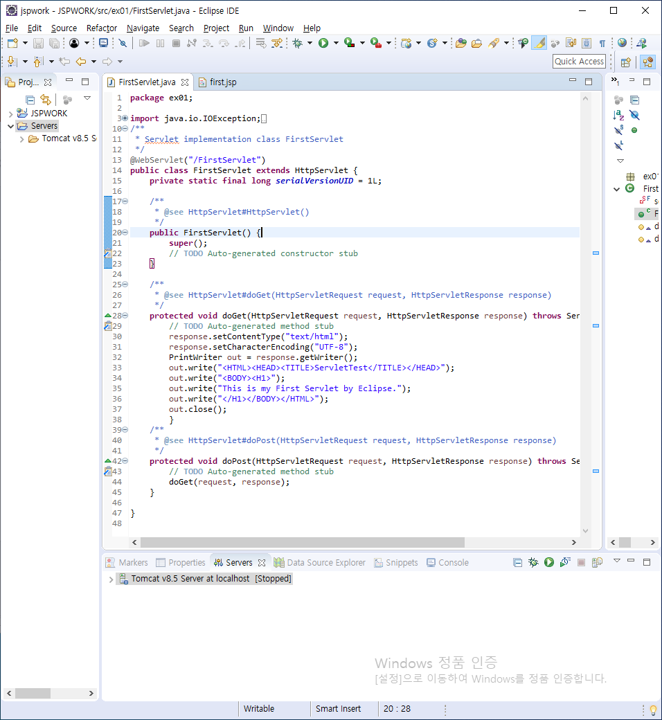 jspwork - JSPWORK/src/ex01/FirstServlet.java - Eclipse IDE
File Edit Source Refactor Navigate Search Project Run Window Help
Quick Access
Proj...
FirstServlet.java
first.jsp
JSPWORK
Servers
Tomcat v8.5 S
1 package ex01;
2
3 import java.io.IOException;
10 /**
11 * Servlet implementation class FirstServlet
12 */
13 @WebServlet("/FirstServlet")
14 public class FirstServlet extends HttpServlet {
15 private static final long serialVersionUID = 1L;
16
17 /**
18 * @see HttpServlet#HttpServlet()
19 */
20 public FirstServlet() {
21 super();
22 // TODO Auto-generated constructor stub
23 }
24
25 /**
26 * @see HttpServlet#doGet(HttpServletRequest request, HttpServletResponse response)
27 */
28 protected void doGet(HttpServletRequest request, HttpServletResponse response) throws Ser
29 // TODO Auto-generated method stub
30 response.setContentType("text/html");
31 response.setCharacterEncoding("UTF-8");
32 PrintWriter out = response.getWriter();
33 out.write("<HTML><HEAD><TITLE>ServletTest</TITLE></HEAD>");
34 out.write("<BODY><H1>");
35 out.write("This is my First Servlet by Eclipse.");
36 out.write("</H1></BODY></HTML>");
37 out.close();
38 }
39 /**
40 * @see HttpServlet#doPost(HttpServletRequest request, HttpServletResponse response)
41 */
42 protected void doPost(HttpServletRequest request, HttpServletResponse response) throws Se
43 // TODO Auto-generated method stub
44 doGet(request, response);
45 }
46
47 }
48
ex0
First
s
F
d
d
Markers Properties Servers Data Source Explorer Snippets Console
Tomcat v8.5 Server at localhost [Stopped]
Windows 정품 인증
[설정]으로 이동하여 Windows를 정품 인증합니다.
Writable Smart Insert 20 : 28